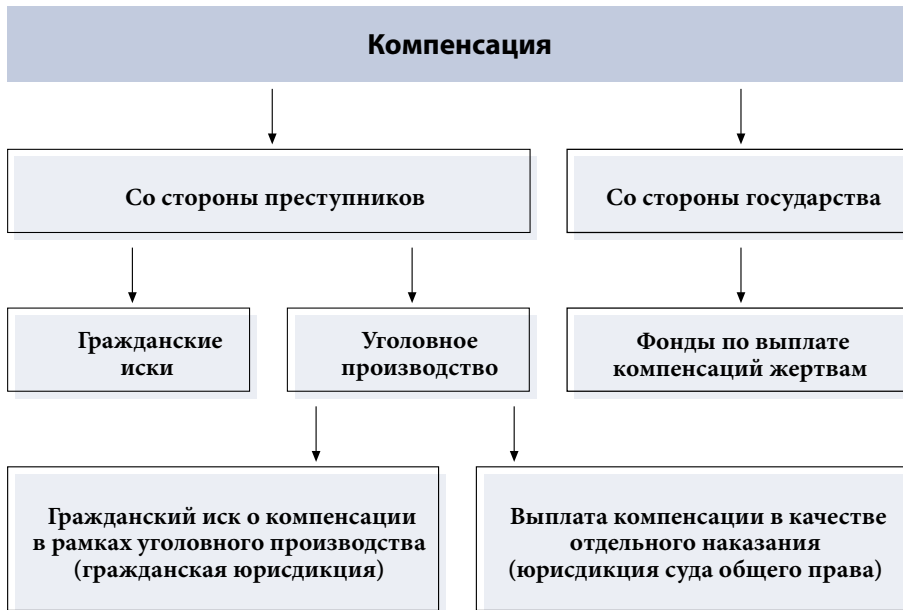 Компенсация
Со стороны преступников
Со стороны государства
Гражданские
иски
Уголовное
производство
Фонды по выплате
компенсаций жертвам
Гражданский иск о компенсации
в рамках уголовного производства
(гражданская юрисдикция)
Выплата компенсации в качестве
отдельного наказания
(юрисдикция суда общего права)